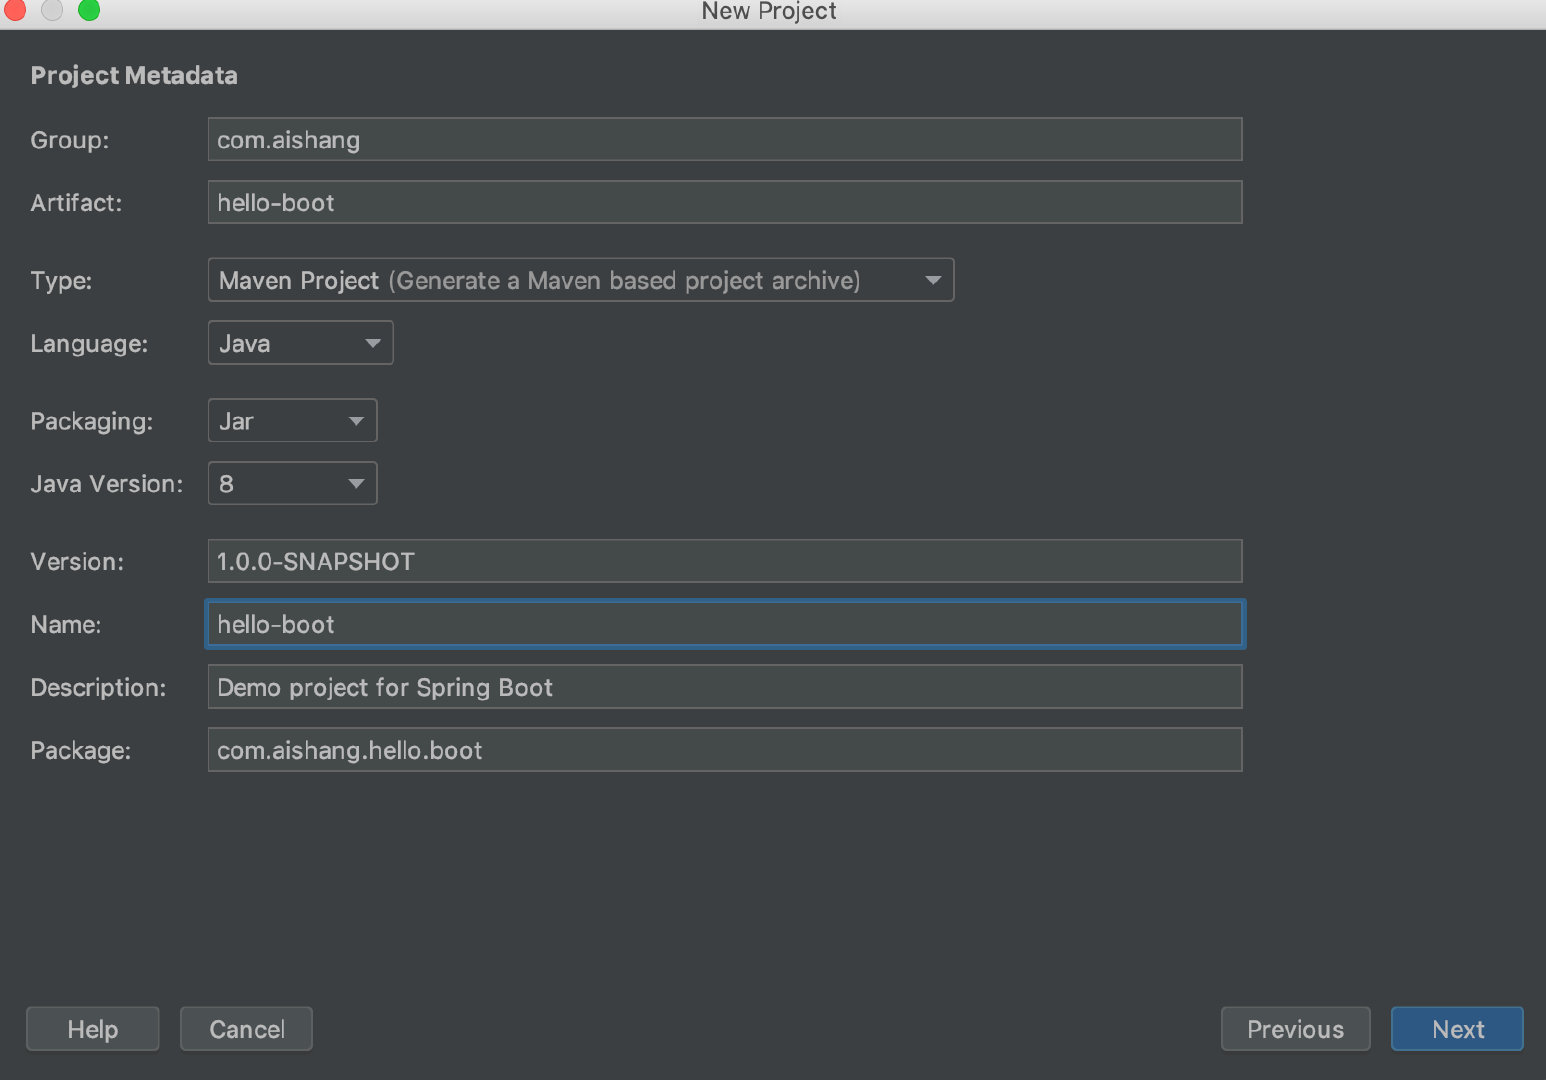 New Project
Project Metadata
Group: com.aishang
Artifact: hello-boot
Type: Maven Project (Generate a Maven based project archive)
Language: Java
Packaging: Jar
Java Version: 8
Version: 1.0.0-SNAPSHOT
Name: hello-boot
Description: Demo project for Spring Boot
Package: com.aishang.hello.boot
Help Cancel Previous Next